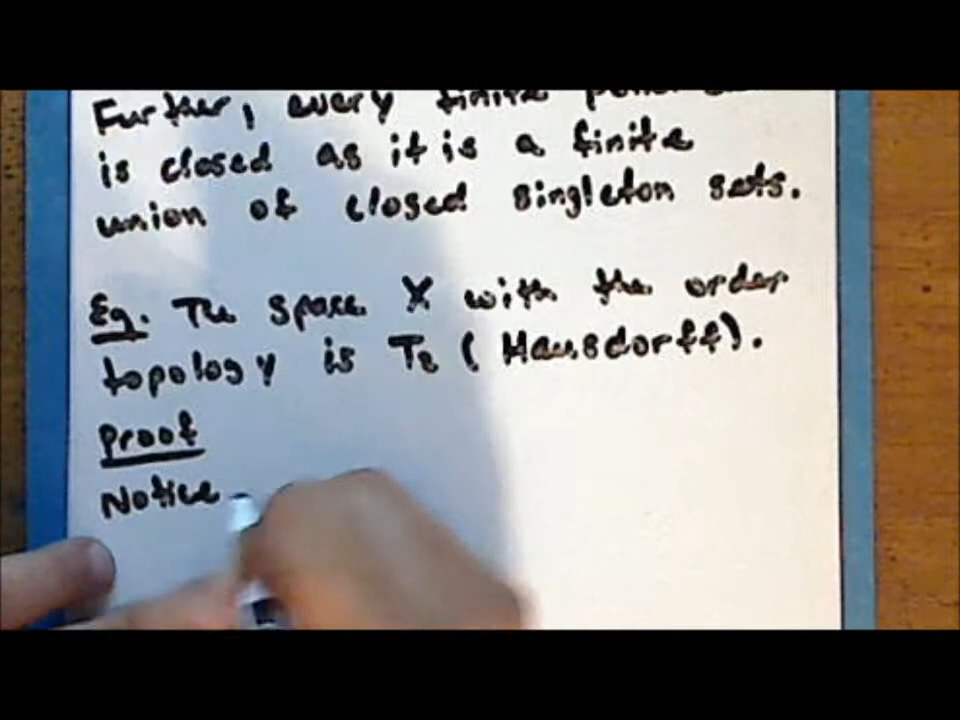 Further, every finite
is closed as it is a finite
union of closed singleton sets.
Eg. The space X with the order
topology is T₂ (Hausdorff).
Proof
Notice